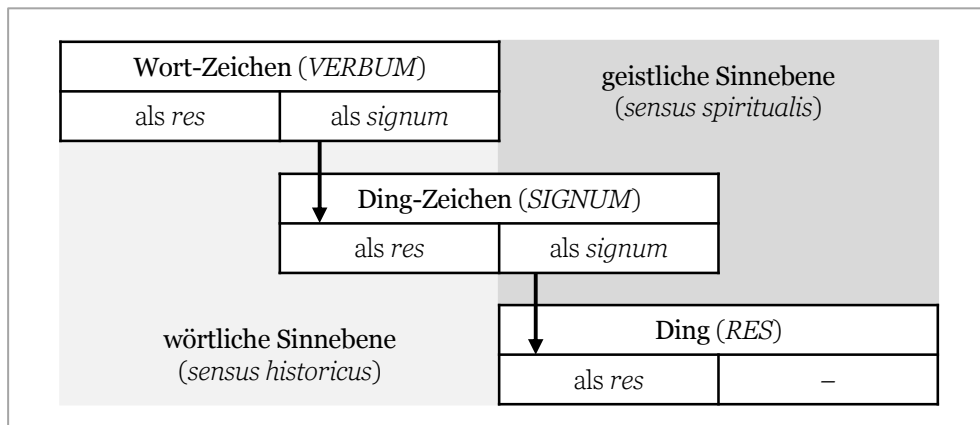 Wort-Zeichen (VERBUM)
als res
als signum
geistliche Sinnebene
(sensus spiritualis)
Ding-Zeichen (SIGNUM)
als res
als signum
wörtliche Sinnebene
(sensus historicus)
Ding (RES)
als res
–